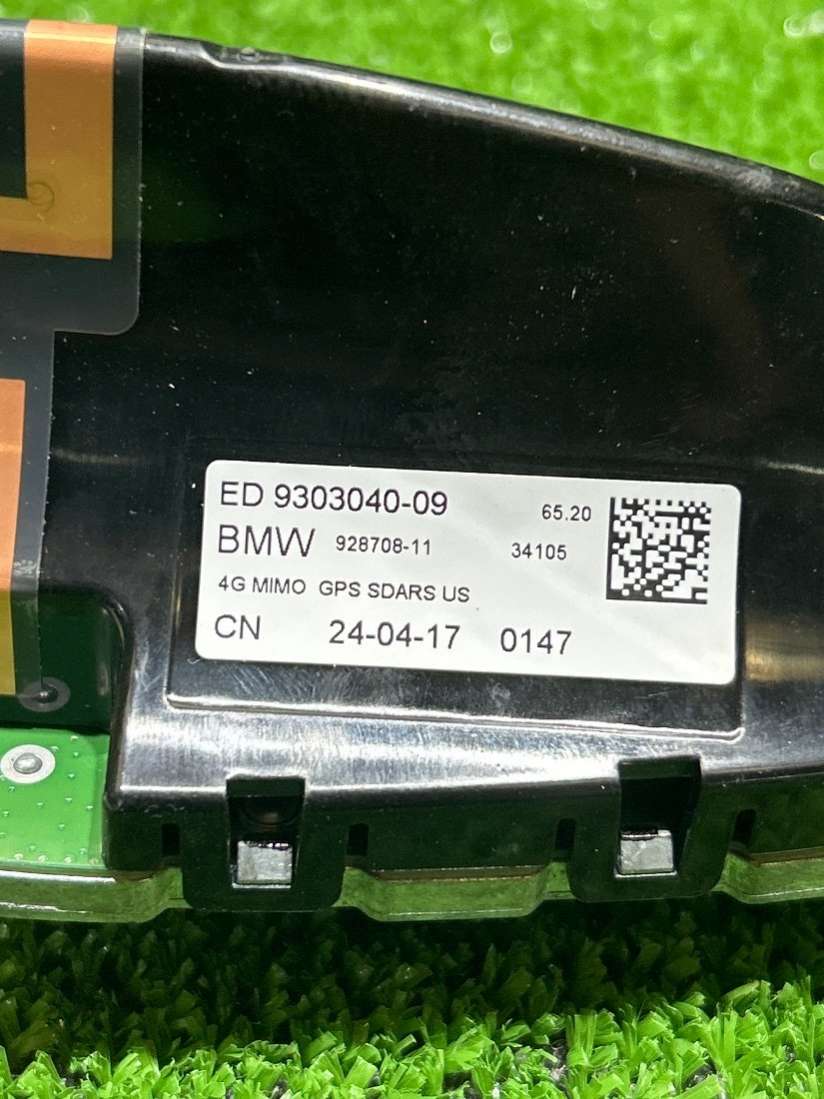 ED 9303040-09 65.20
BMW 928708-11 34105
4G MIMO GPS SDARS US
CN 24-04-17 0147